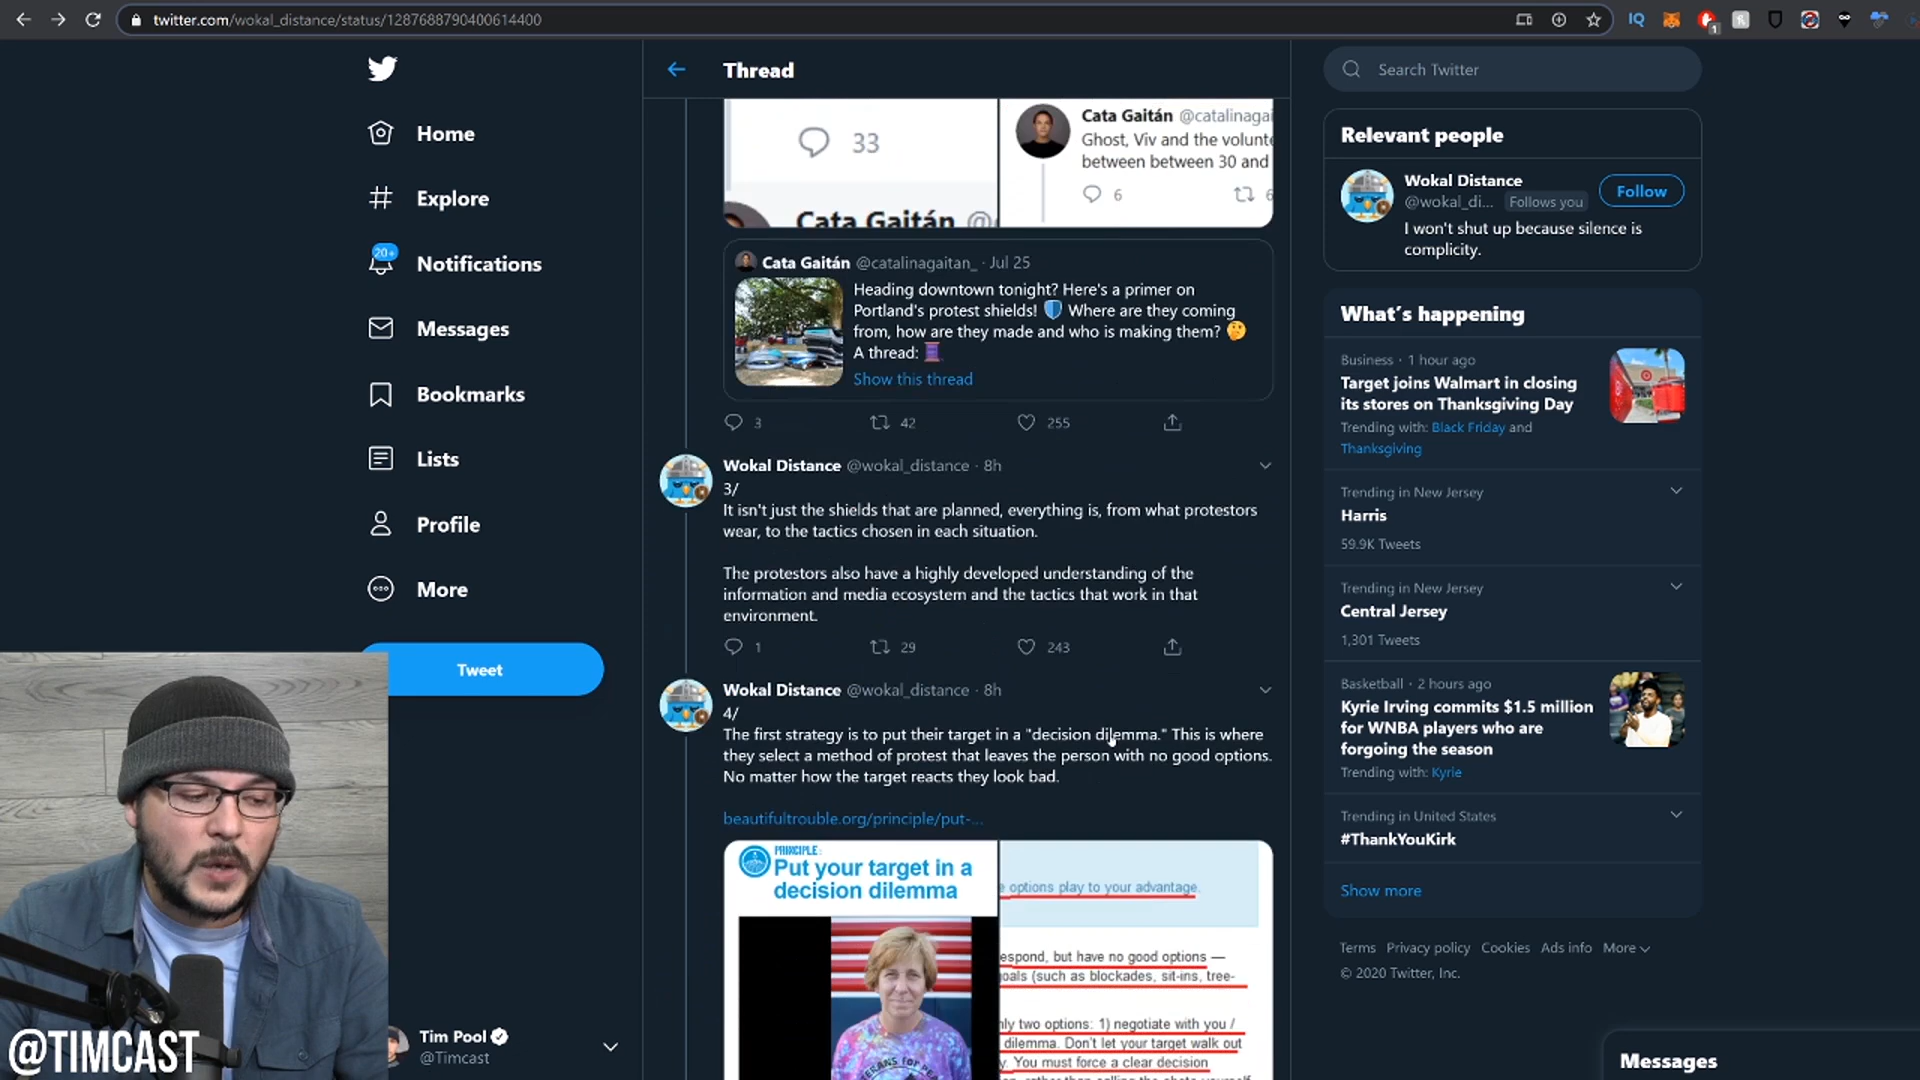 twitter.com/wokal_distance/status/1287688790400614400
IQ
1
Home
Explore
20+
Notifications
Messages
Bookmarks
Lists
Profile
More
Tweet
Tim Pool
@Timcast
@TIMCAST
Thread
33
Cata Gaitán
Cata Gaitán @catalinagai
Ghost, Viv and the volunte
between between 30 and
6
6
Cata Gaitán @catalinagaitan_ · Jul 25
Heading downtown tonight? Here's a primer on
Portland's protest shields! 🛡️ Where are they coming
from, how are they made and who is making them? 🤔
A thread: 🧵
Show this thread
3 42 255
Wokal Distance @wokal_distance · 8h
3/
It isn't just the shields that are planned, everything is, from what protestors
wear, to the tactics chosen in each situation.
The protestors also have a highly developed understanding of the
information and media ecosystem and the tactics that work in that
environment.
1 29 243
Wokal Distance @wokal_distance · 8h
4/
The first strategy is to put their target in a "decision dilemma." This is where
they select a method of protest that leaves the person with no good options.
No matter how the target reacts they look bad.
beautifultrouble.org/principle/put-...
PRINCIPLE:
Put your target in a
decision dilemma
e options play to your advantage.
espond, but have no good options —
oals (such as blockades, sit-ins, tree-
nly two options: 1) negotiate with you /
dilemma. Don't let your target walk out
You must force a clear decision
Search Twitter
Relevant people
Wokal Distance
@wokal_di... Follows you
Follow
I won't shut up because silence is
complicity.
What's happening
Business · 1 hour ago
Target joins Walmart in closing
its stores on Thanksgiving Day
Trending with: Black Friday and
Thanksgiving
Trending in New Jersey
Harris
59.9K Tweets
Trending in New Jersey
Central Jersey
1,301 Tweets
Basketball · 2 hours ago
Kyrie Irving commits $1.5 million
for WNBA players who are
forgoing the season
Trending with: Kyrie
Trending in United States
#ThankYouKirk
Show more
Terms Privacy policy Cookies Ads info More
© 2020 Twitter, Inc.
Messages